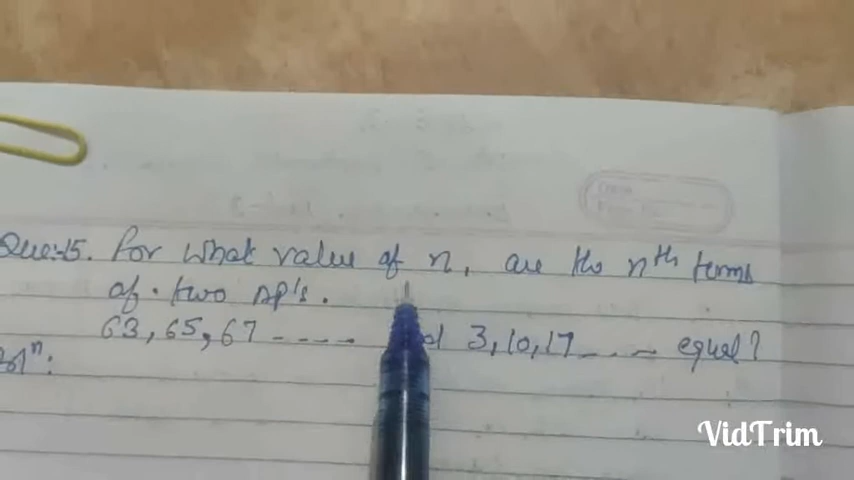 Que:-15. For what value of n, are the nth terms
of two AP's.
63, 65, 67 ---- 3, 10, 17 --- equal?
Soln:
VidTrim